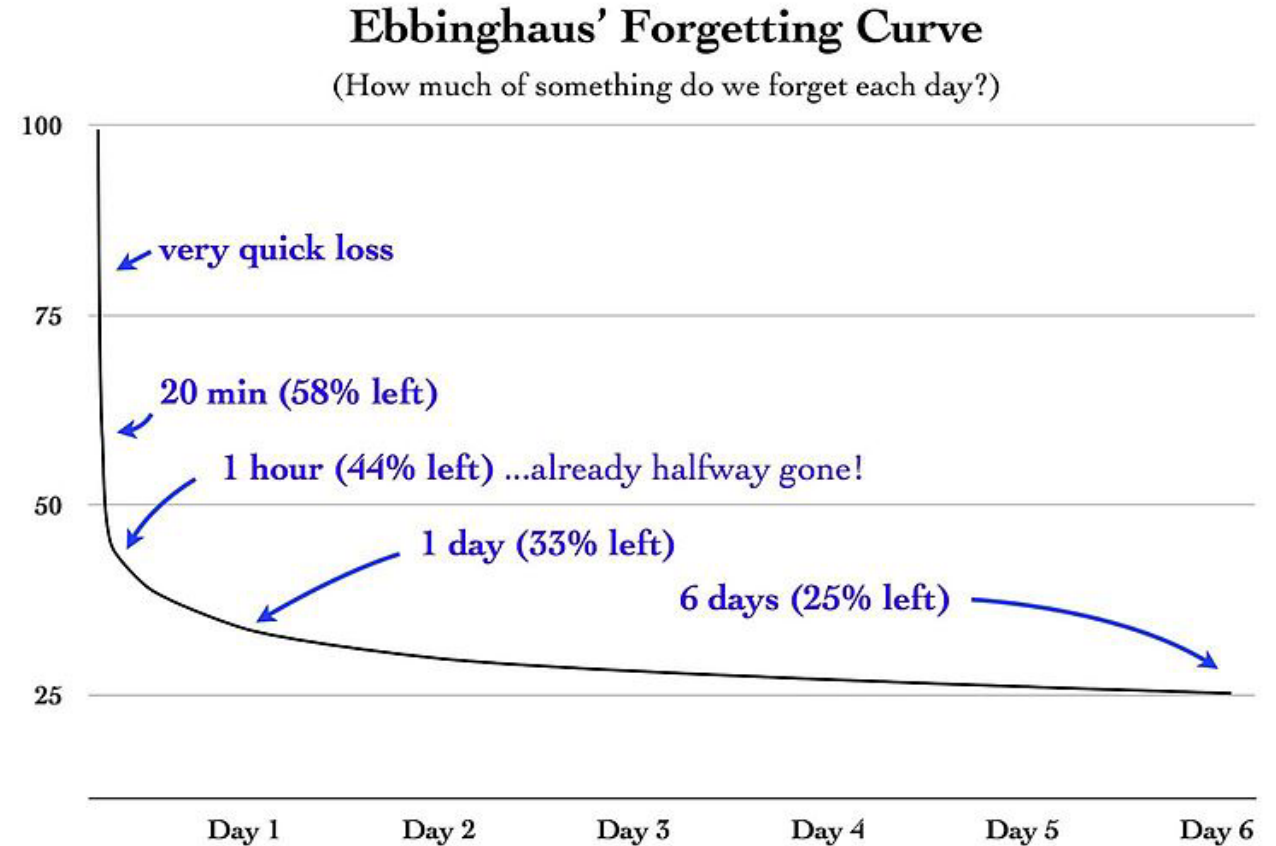 Ebbinghaus’ Forgetting Curve
(How much of something do we forget each day?)
100
very quick loss
75
20 min (58% left)
1 hour (44% left) ...already halfway gone!
50
1 day (33% left)
6 days (25% left)
25
Day 1 Day 2 Day 3 Day 4 Day 5 Day 6